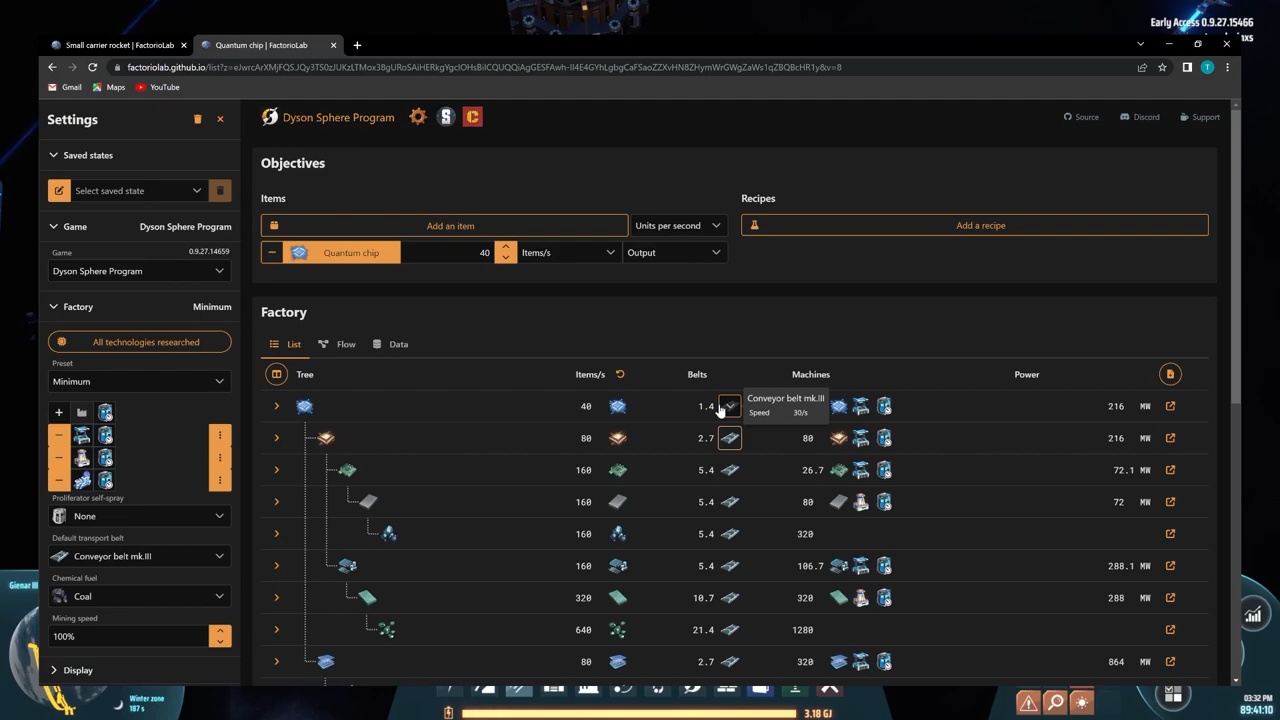 Early Access 0.9.27.15466
Small carrier rocket | FactorioLab
Quantum chip | FactorioLab
factoriolab.github.io/list?z=eJwrcArXMjFQSJQy3TS0zJUKzLTMox38gURoSAiHERkgYgcIOHsBilCQUQQiAgGESFAwh-II4E4GYhLgbgCaFSaoZZXvHN8ZHymWrGWgZaWs1qZBQBcHR1y&v=8
T
Gmail
Maps
YouTube
Settings
Dyson Sphere Program
Source
Discord
Support
Saved states
Objectives
Select saved state
Items
Recipes
Game
Dyson Sphere Program
Add an item
Units per second
Add a recipe
Game
0.9.27.14659
Quantum chip
40
Items/s
Output
Dyson Sphere Program
Factory
Minimum
Factory
All technologies researched
List
Flow
Data
Preset
Minimum
Tree
Items/s
Belts
Machines
Power
40
1.4
Conveyor belt mk.III
Speed
30/s
216
MW
80
2.7
80
216
MW
160
5.4
26.7
72.1
MW
Proliferator self-spray
160
5.4
80
72
MW
None
Default transport belt
160
5.4
320
Conveyor belt mk.III
160
5.4
106.7
288.1
MW
Chemical fuel
Coal
320
10.7
320
288
MW
Mining speed
100%
640
21.4
1280
Display
80
2.7
320
864
MW
Gienar III
Winter zone
187 s
3.18 GJ
03:32 PM
89:41:10